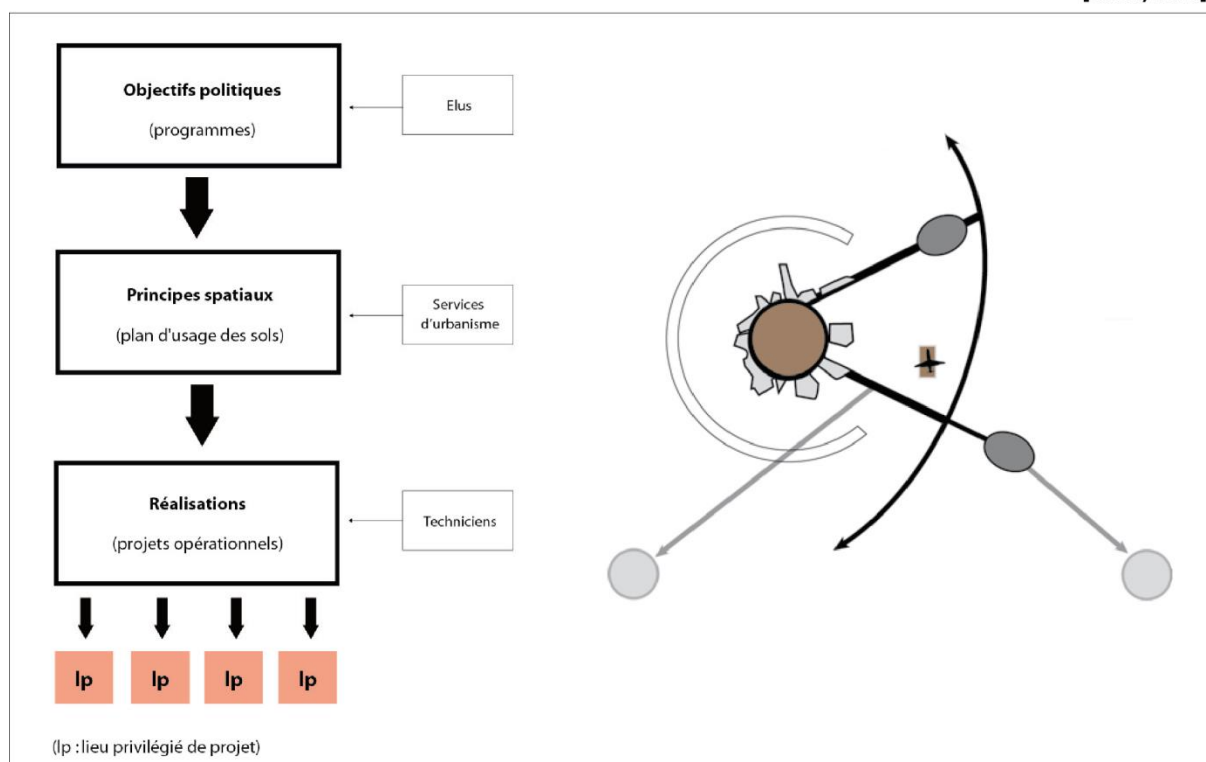 Objectifs politiques
(programmes)
Elus
Principes spatiaux
(plan d'usage des sols)
Services
d'urbanisme
Réalisations
(projets opérationnels)
Techniciens
lp
lp
lp
lp
(lp : lieu privilégié de projet)